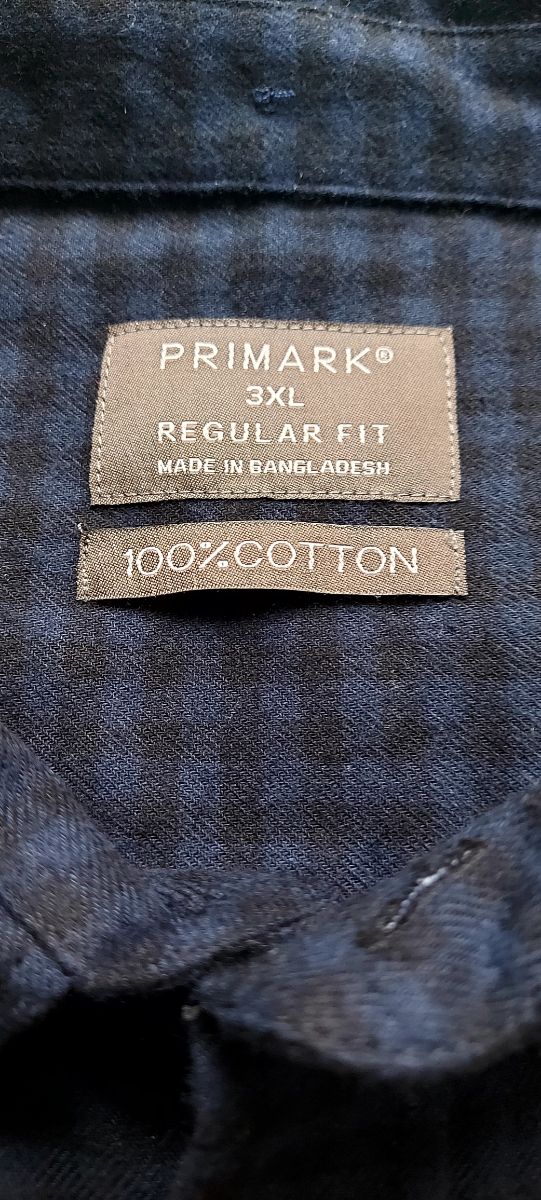 PRIMARK®
3XL
REGULAR FIT
MADE IN BANGLADESH
100% COTTON